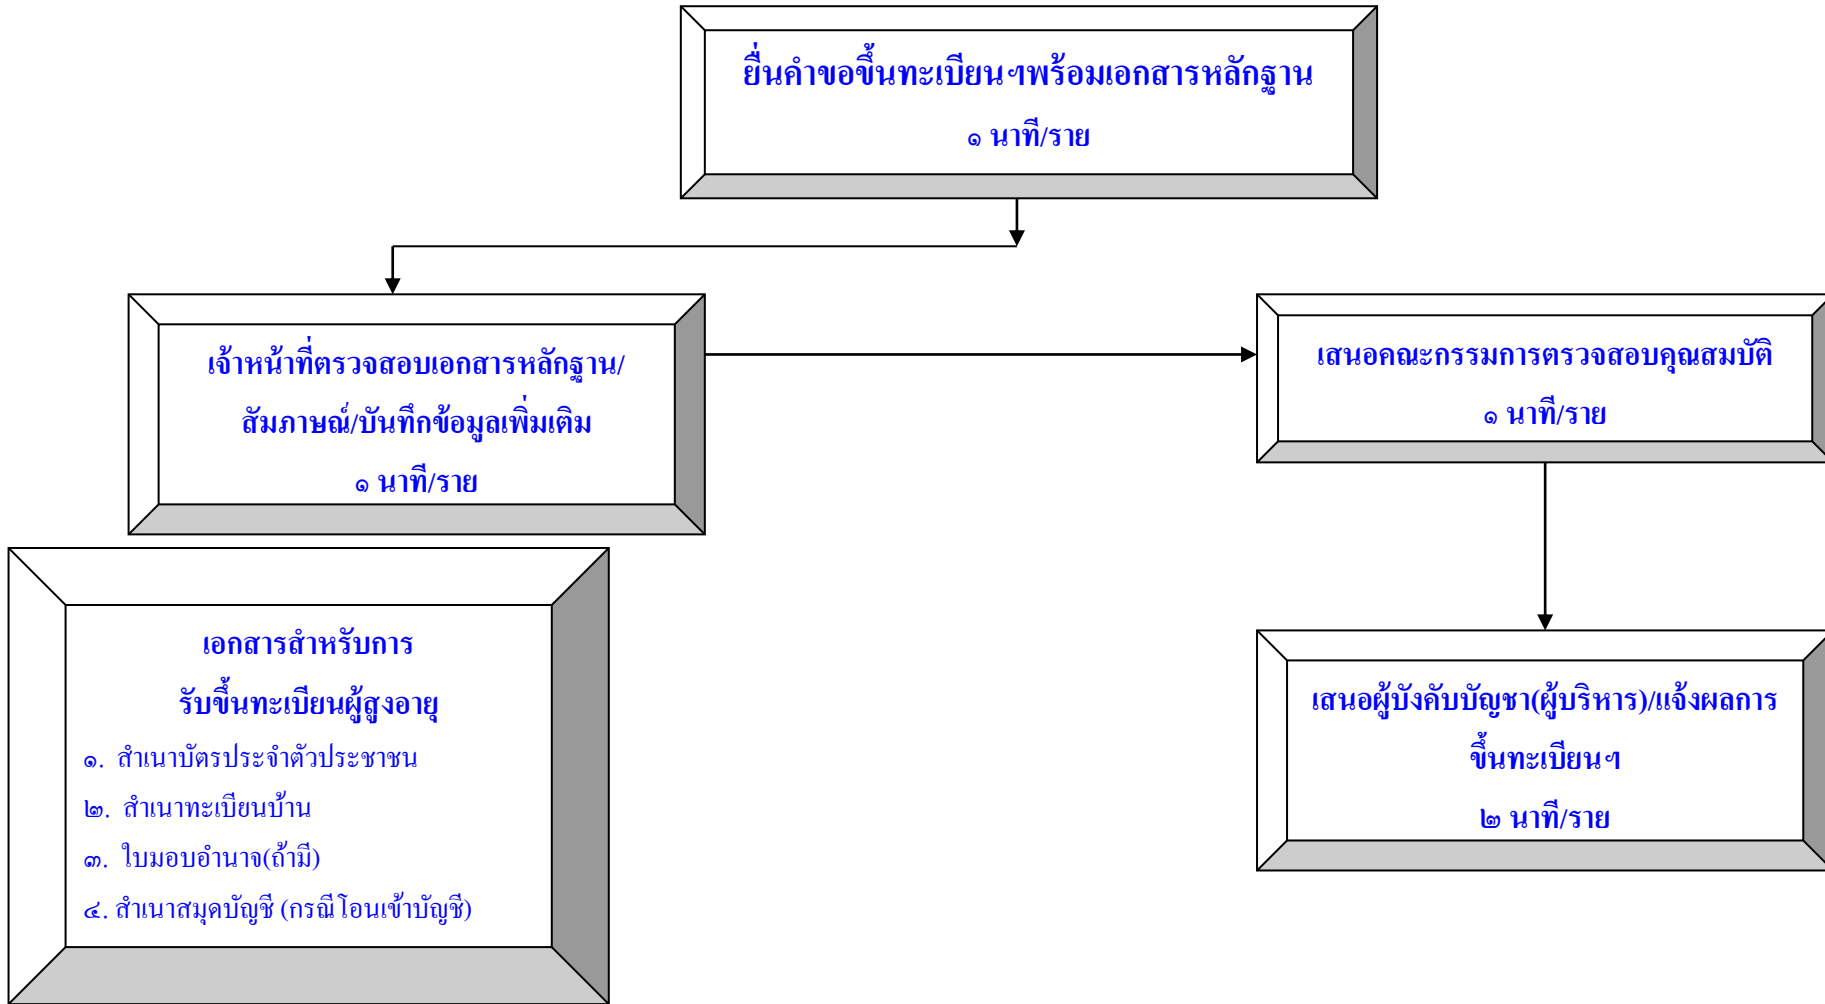 ยื่นคำขอขึ้นทะเบียนฯพร้อมเอกสารหลักฐาน
๑ นาที/ราย
เจ้าหน้าที่ตรวจสอบเอกสารหลักฐาน/
สัมภาษณ์/บันทึกข้อมูลเพิ่มเติม
๑ นาที/ราย
เสนอคณะกรรมการตรวจสอบคุณสมบัติ
๑ นาที/ราย
เอกสารสำหรับการ
รับขึ้นทะเบียนผู้สูงอายุ
๑. สำเนาบัตรประจำตัวประชาชน
๒. สำเนาทะเบียนบ้าน
๓. ใบมอบอำนาจ(ถ้ามี)
๔. สำเนาสมุดบัญชี (กรณีโอนเข้าบัญชี)
เสนอผู้บังคับบัญชา(ผู้บริหาร)/แจ้งผลการ
ขึ้นทะเบียนฯ
๒ นาที/ราย